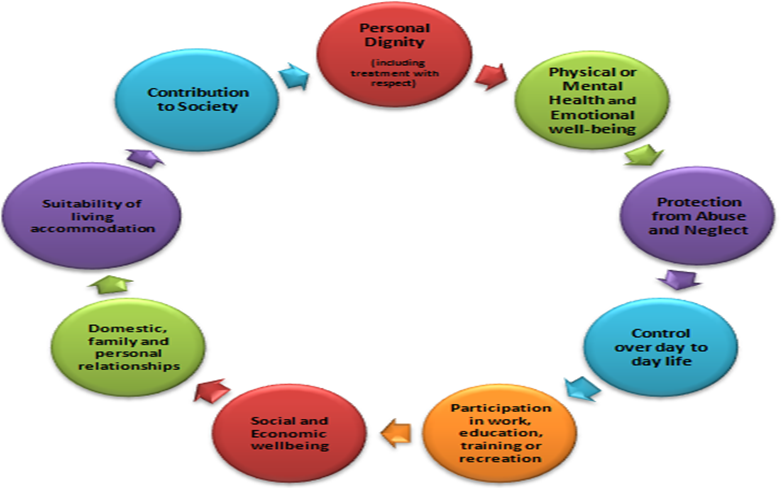 Personal
Dignity
(including
treatment with
respect)
Physical or
Mental
Health and
Emotional
well-being
Protection
from Abuse
and Neglect
Control
over day to
day life
Participation
in work,
education,
training or
recreation
Social and
Economic
wellbeing
Domestic,
family and
personal
relationships
Suitability of
living
accommodation
Contribution
to Society